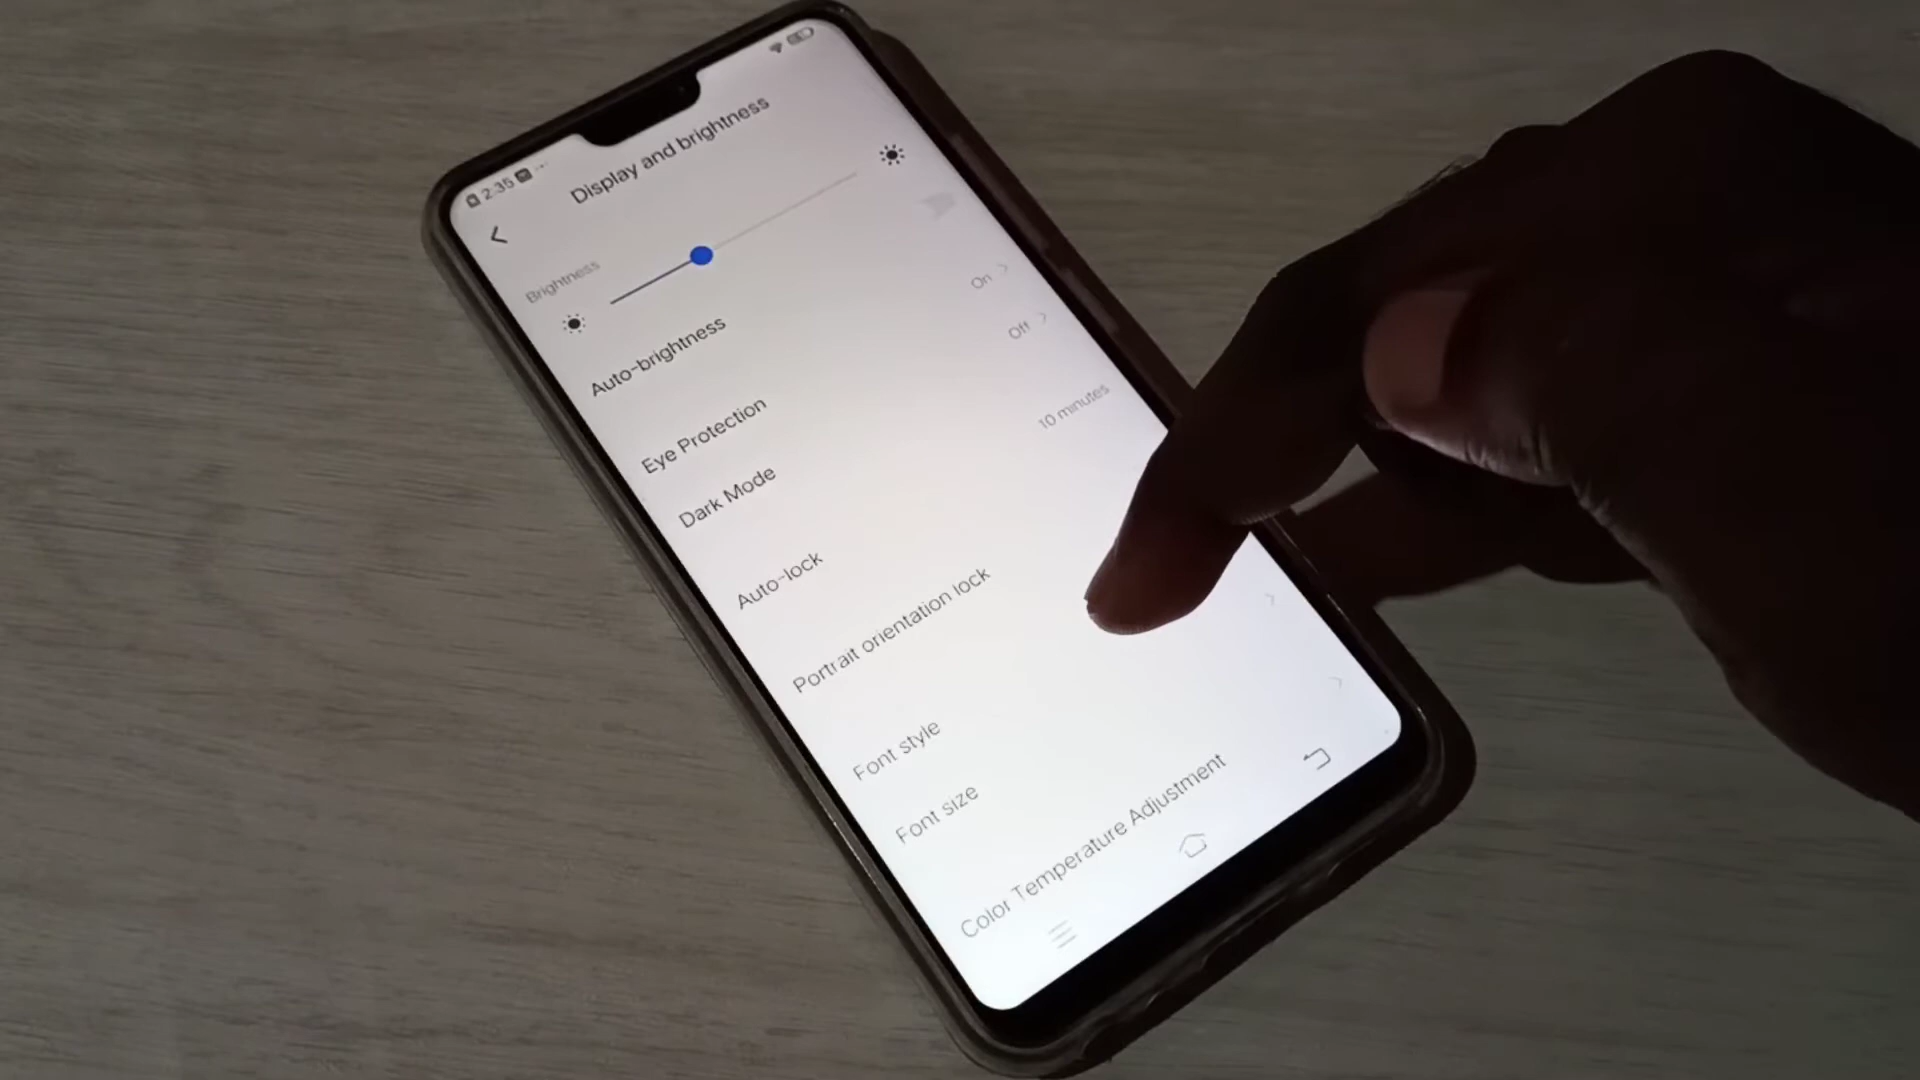 2:35
Display and brightness
Brightness
Auto-brightness
Eye Protection On
Dark Mode Off
Auto-lock 10 minutes
Portrait orientation lock
Font style
Font size
Color Temperature Adjustment